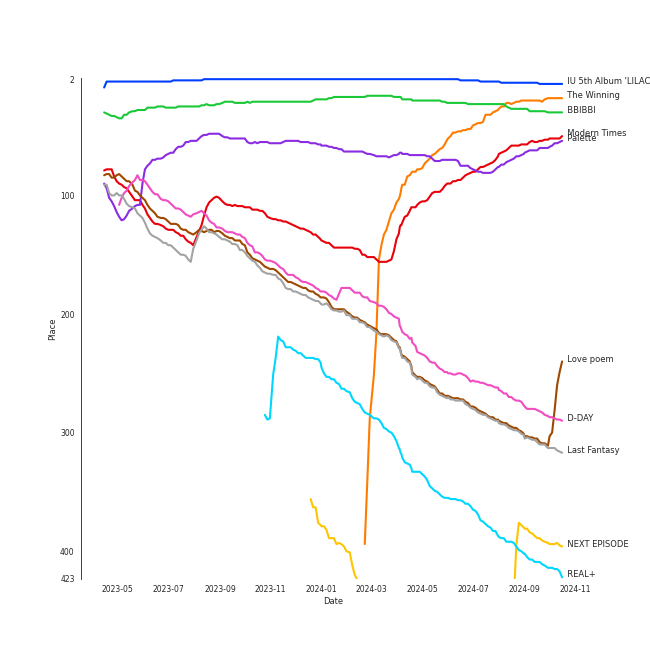 2
IU 5th Album 'LILAC
The Winning
BBIBBI
Modern Times
Palette
100
200
Place
Love poem
D-DAY
300
Last Fantasy
NEXT EPISODE
400
REAL+
423
2023-05 2023-07 2023-09 2023-11 2024-01 2024-03 2024-05 2024-07 2024-09 2024-11
Date